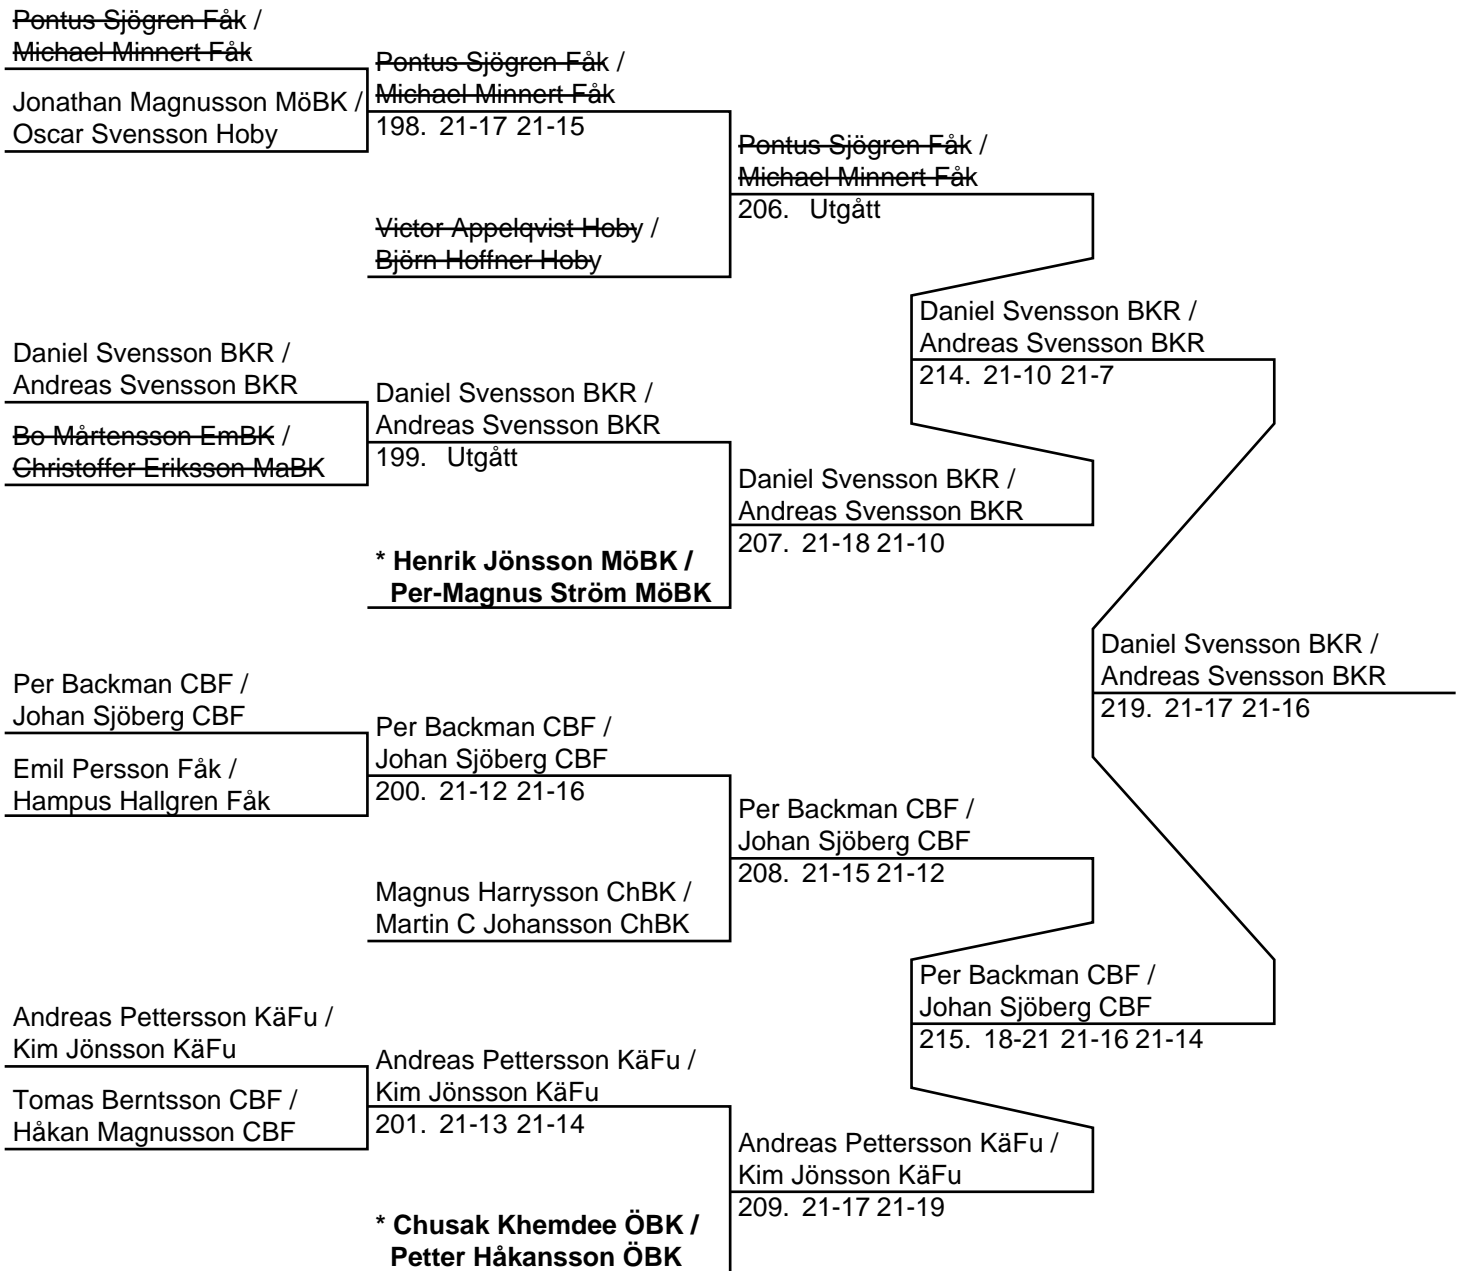 Pontus Sjögren Fåk /
Michael Minnert Fåk
Jonathan Magnusson MöBK /
Oscar Svensson Hoby
Pontus Sjögren Fåk /
Michael Minnert Fåk
198. 21-17 21-15
Victor Appelqvist Hoby /
Björn Hoffner Hoby
Pontus Sjögren Fåk /
Michael Minnert Fåk
206. Utgått
Daniel Svensson BKR /
Andreas Svensson BKR
Bo Mårtensson EmBK /
Christoffer Eriksson MaBK
Daniel Svensson BKR /
Andreas Svensson BKR
199. Utgått
* Henrik Jönsson MöBK /
Per-Magnus Ström MöBK
Daniel Svensson BKR /
Andreas Svensson BKR
207. 21-18 21-10
Daniel Svensson BKR /
Andreas Svensson BKR
214. 21-10 21-7
Per Backman CBF /
Johan Sjöberg CBF
Emil Persson Fåk /
Hampus Hallgren Fåk
Per Backman CBF /
Johan Sjöberg CBF
200. 21-12 21-16
Magnus Harrysson ChBK /
Martin C Johansson ChBK
Per Backman CBF /
Johan Sjöberg CBF
208. 21-15 21-12
Andreas Pettersson KäFu /
Kim Jönsson KäFu
Tomas Berntsson CBF /
Håkan Magnusson CBF
Andreas Pettersson KäFu /
Kim Jönsson KäFu
201. 21-13 21-14
* Chusak Khemdee ÖBK /
Petter Håkansson ÖBK
Andreas Pettersson KäFu /
Kim Jönsson KäFu
209. 21-17 21-19
Per Backman CBF /
Johan Sjöberg CBF
215. 18-21 21-16 21-14
Daniel Svensson BKR /
Andreas Svensson BKR
219. 21-17 21-16